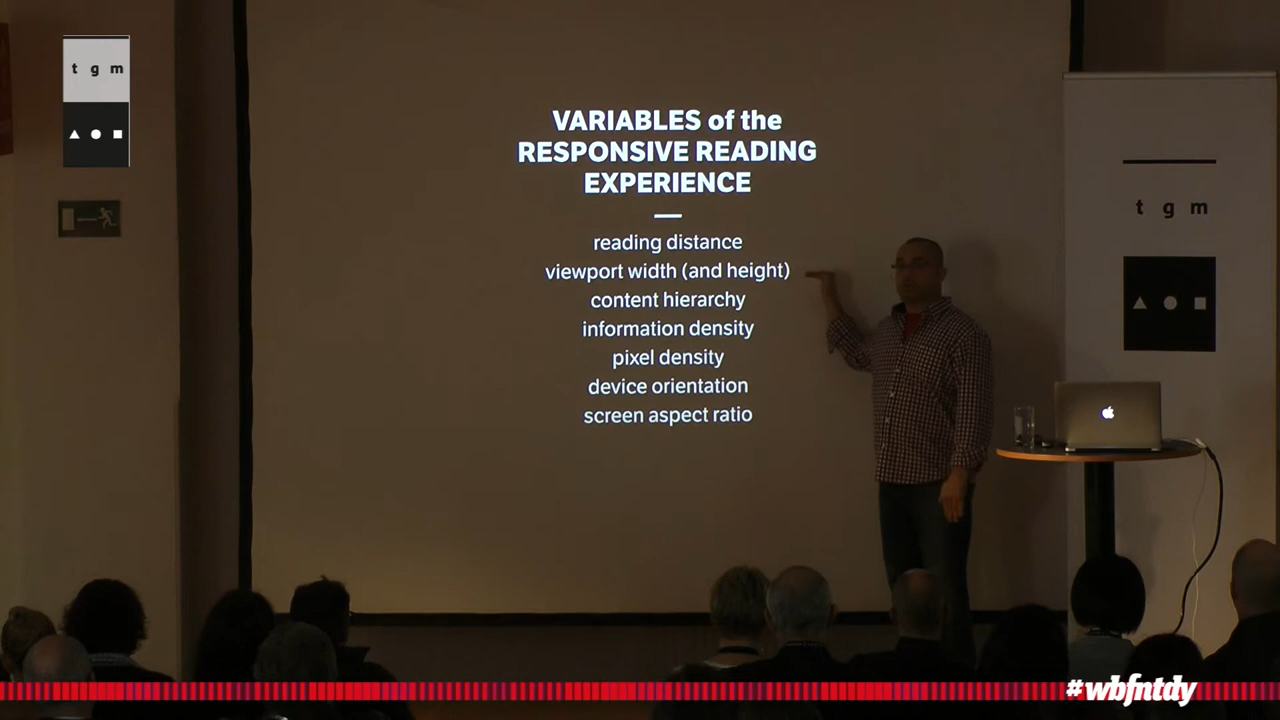 t g m
VARIABLES of the
RESPONSIVE READING
EXPERIENCE
reading distance
viewport width (and height)
content hierarchy
information density
pixel density
device orientation
screen aspect ratio
t g m
#wbfntdy